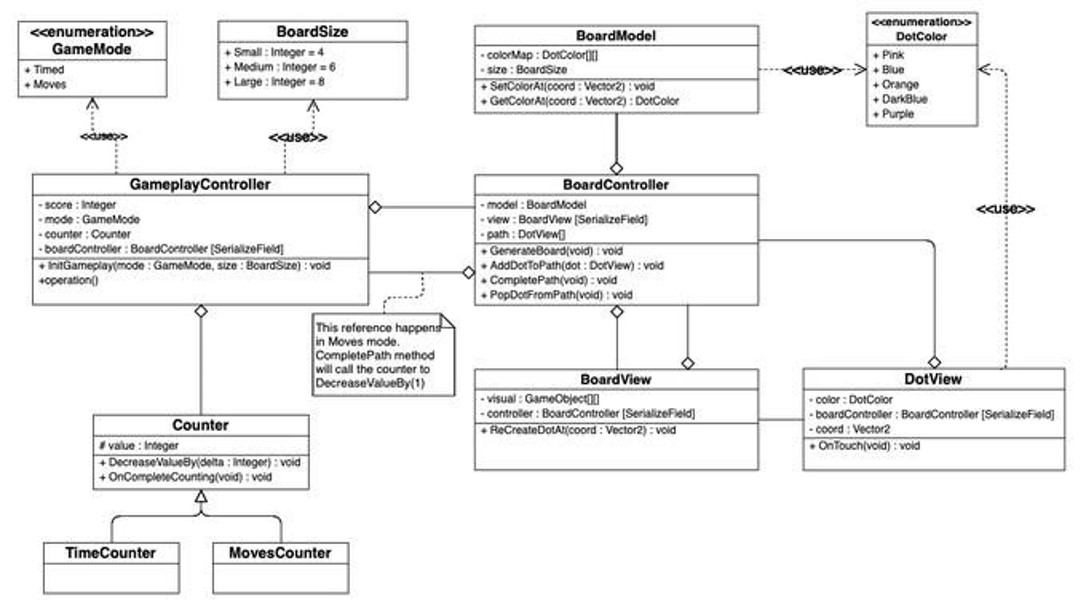 <<enumeration>>
GameMode
+ Timed
+ Moves
BoardSize
+ Small : Integer = 4
+ Medium : Integer = 6
+ Large : Integer = 8
BoardModel
- colorMap : DotColor[][]
- size : BoardSize
+ SetColorAt(coord : Vector2) : void
+ GetColorAt(coord : Vector2) : DotColor
<<enumeration>>
DotColor
+ Pink
+ Blue
+ Orange
+ DarkBlue
+ Purple
<<use>>
<<use>>
<<use>>
<<use>>
GameplayController
- score : Integer
- mode : GameMode
- counter : Counter
- boardController : BoardController [SerializeField]
+ InitGameplay(mode : GameMode, size : BoardSize) : void
+operation()
BoardController
- model : BoardModel
- view : BoardView [SerializeField]
- path : DotView[]
+ GenerateBoard(void) : void
+ AddDotToPath(dot : DotView) : void
+ CompletePath(void) : void
+ PopDotFromPath(void) : void
This reference happens
in Moves mode.
CompletePath method
will call the counter to
DecreaseValueBy(1)
BoardView
- visual : GameObject[][]
- controller : BoardController [SerializeField]
+ ReCreateDotAt(coord : Vector2) : void
DotView
- color : DotColor
- boardController : BoardController [SerializeField]
- coord : Vector2
+ OnTouch(void) : void
Counter
# value : Integer
+ DecreaseValueBy(delta : Integer) : void
+ OnCompleteCounting(void) : void
TimeCounter
MovesCounter